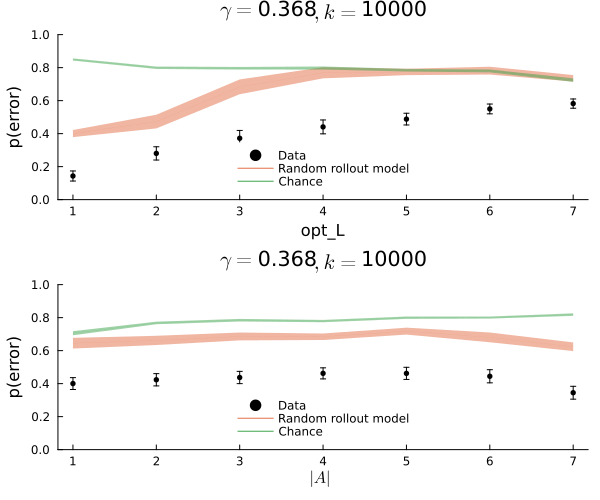 γ = 0.368, k = 10000
1.0
0.8
0.6
0.4
0.2
0.0
p(error)
Data
Random rollout model
Chance
1 2 3 4 5 6 7
opt_L
γ = 0.368, k = 10000
1.0
0.8
0.6
0.4
0.2
0.0
p(error)
Data
Random rollout model
Chance
1 2 3 4 5 6 7
|A|